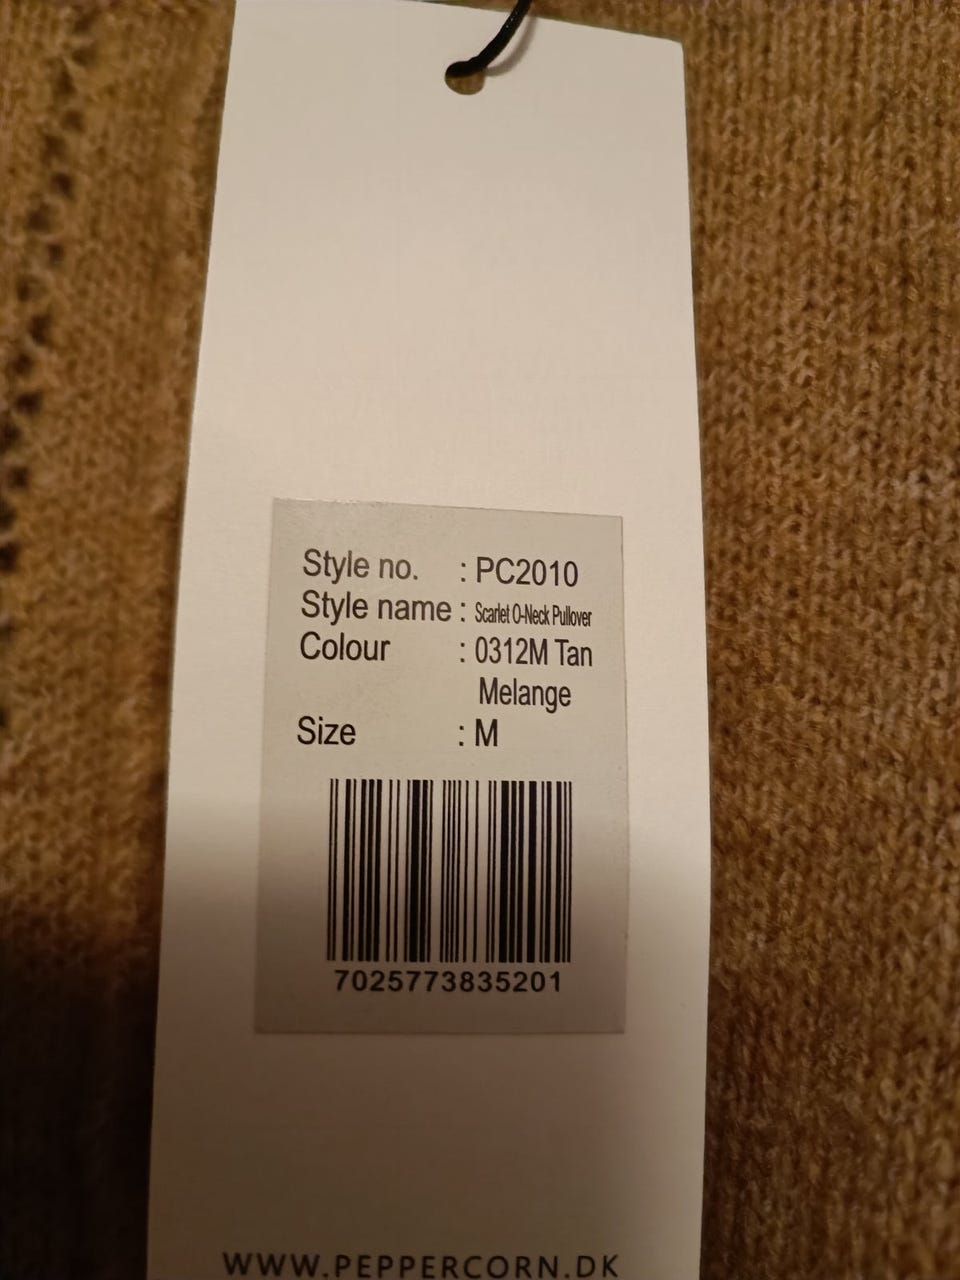 Style no. : PC2010
Style name : Scarlet O-Neck Pullover
Colour : 0312M Tan
Melange
Size : M
7025773835201
WWW.PEPPERCORN.DK